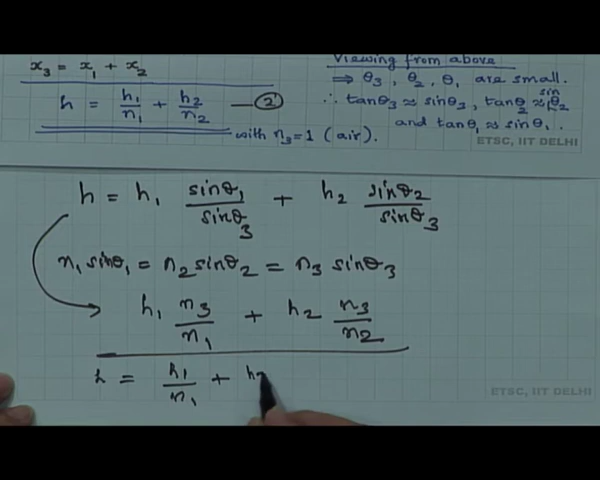 x₃ = x₁ + x₂
h = h₁/n₁ + h₂/n₂ — (2)
with n₃ = 1 (air).
Viewing from above
⇒ θ₃, θ₂, θ₁ are small.
∴ tanθ₃ ≈ sinθ₃, tanθ₂ ≈ sinθ₂
and tanθ₁ ≈ sinθ₁.
ETSC, IIT DELHI
h = h₁ sinθ₁/sinθ₃ + h₂ sinθ₂/sinθ₃
n₁ sinθ₁ = n₂ sinθ₂ = n₃ sinθ₃
h₁ n₃/n₁ + h₂ n₃/n₂
h = h₁/n₁ + h₂
ETSC, IIT DELHI